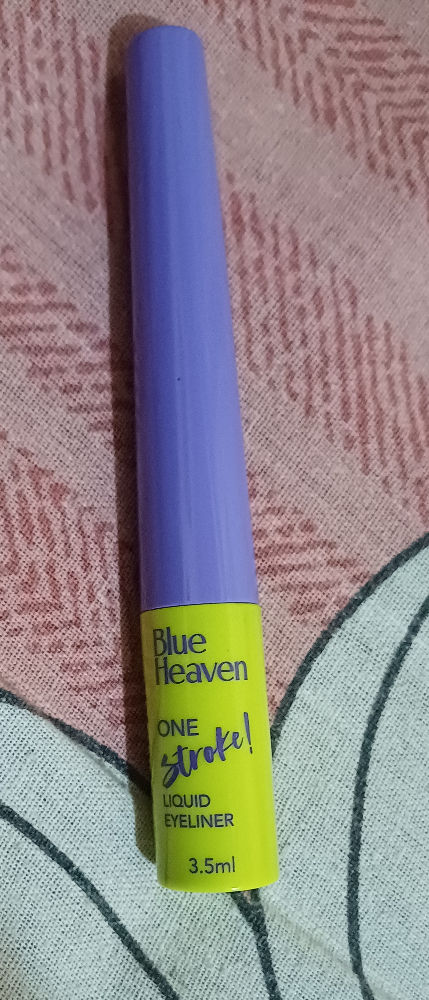 Blue
Heaven
ONE
stroke!
LIQUID
EYELINER
3.5ml